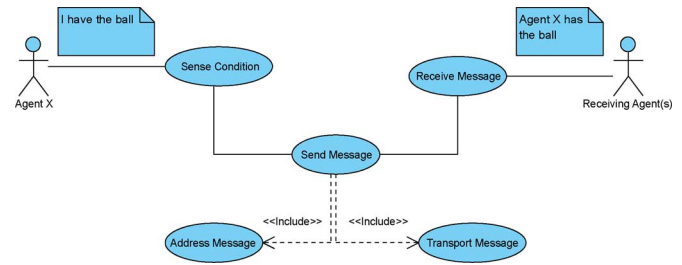 I have the ball
Agent X has
the ball
Sense Condition
Receive Message
Agent X
Receiving Agent(s)
Send Message
<<Include>>
<<Include>>
Address Message
Transport Message